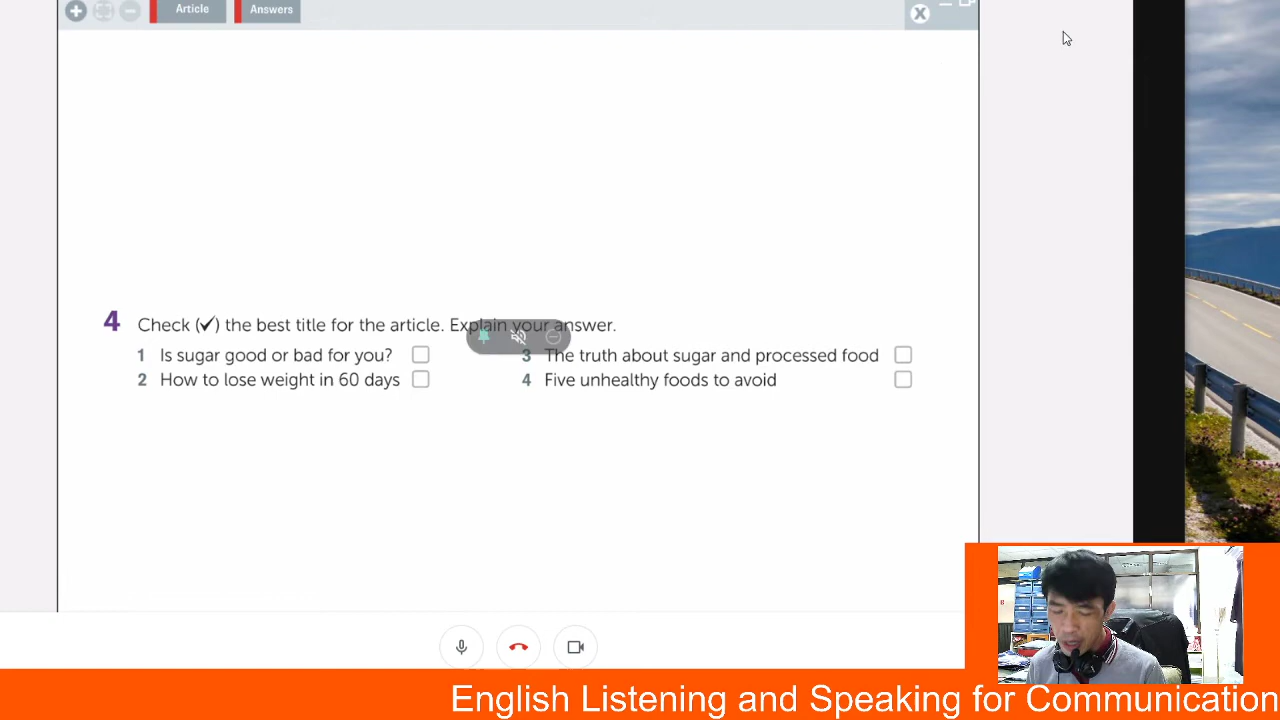 Article Answers
4 Check (✓) the best title for the article. Explain your answer.
1 Is sugar good or bad for you?
2 How to lose weight in 60 days
3 The truth about sugar and processed food
4 Five unhealthy foods to avoid
English Listening and Speaking for Communication